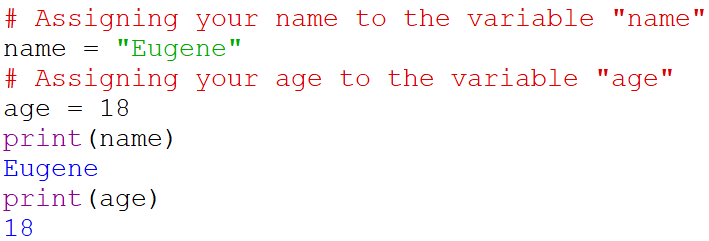 # Assigning your name to the variable "name"
name = "Eugene"
# Assigning your age to the variable "age"
age = 18
print(name)
Eugene
print(age)
18